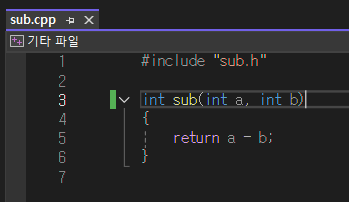 sub.cpp
기타 파일
1 #include "sub.h"
2
3 int sub(int a, int b)
4 {
5 return a - b;
6 }
7